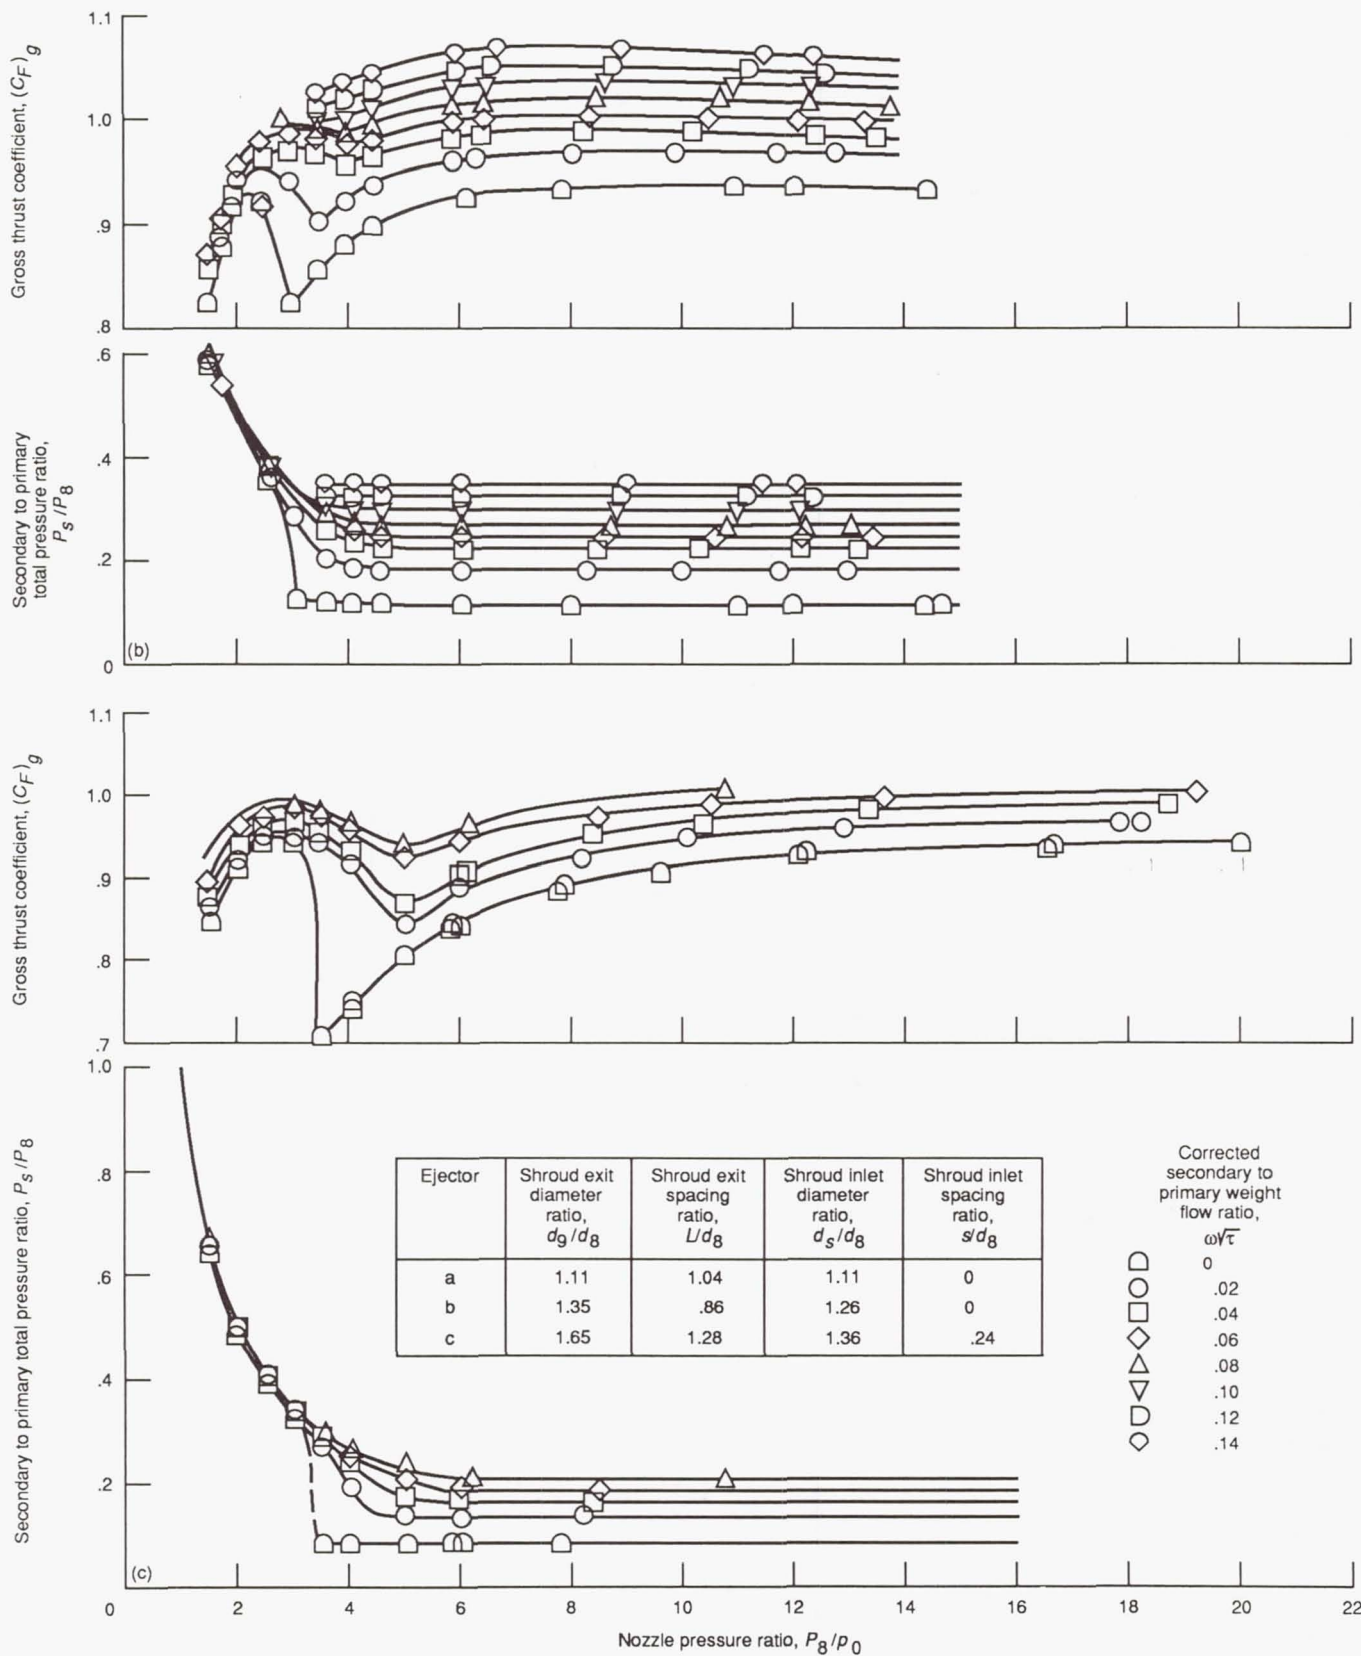 1.1
1.0
.9
.8
Gross thrust coefficient, (C_F)_g
.6
.4
.2
0
Secondary to primary
total pressure ratio,
P_s/P_8
(b)
1.1
1.0
.9
.8
.7
Gross thrust coefficient, (C_F)_g
1.0
.8
.6
.4
.2
Secondary to primary total pressure ratio, P_s/P_8
(c)
Ejector
Shroud exit
diameter
ratio,
d_9/d_8
Shroud exit
spacing
ratio,
L/d_8
Shroud inlet
diameter
ratio,
d_s/d_8
Shroud inlet
spacing
ratio,
s/d_8
a 1.11 1.04 1.11 0
b 1.35 .86 1.26 0
c 1.65 1.28 1.36 .24
Corrected
secondary to
primary weight
flow ratio,
ω√τ
0
.02
.04
.06
.08
.10
.12
.14
0 2 4 6 8 10 12 14 16 18 20 22
Nozzle pressure ratio, P_8/p_0